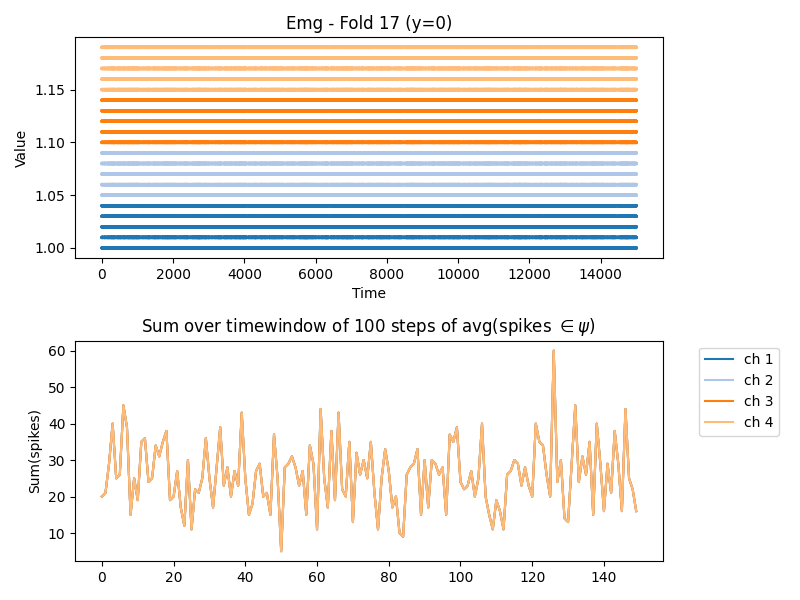 Emg - Fold 17 (y=0)
Value
1.15
1.10
1.05
1.00
0 2000 4000 6000 8000 10000 12000 14000
Time
Sum over timewindow of 100 steps of avg(spikes ∈ψ)
Sum(spikes)
60
50
40
30
20
10
0 20 40 60 80 100 120 140
ch 1
ch 2
ch 3
ch 4